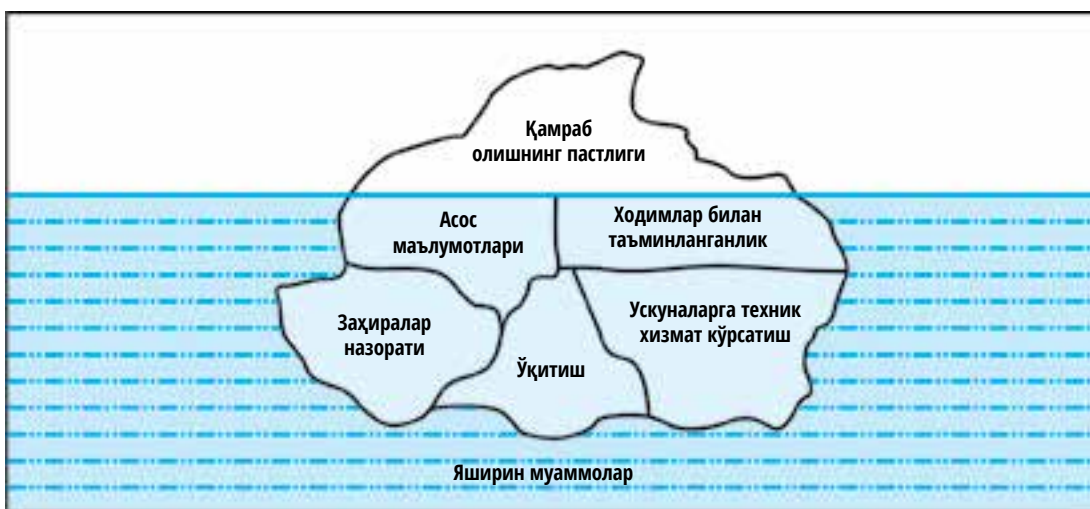 Қамраб
олишнинг пастлиги
Асос
маълумотлари
Ходимлар билан
таъминланганлик
Заҳиралар
назорати
Ўқитиш
Ускуналарга техник
хизмат кўрсатиш
Яширин муаммолар